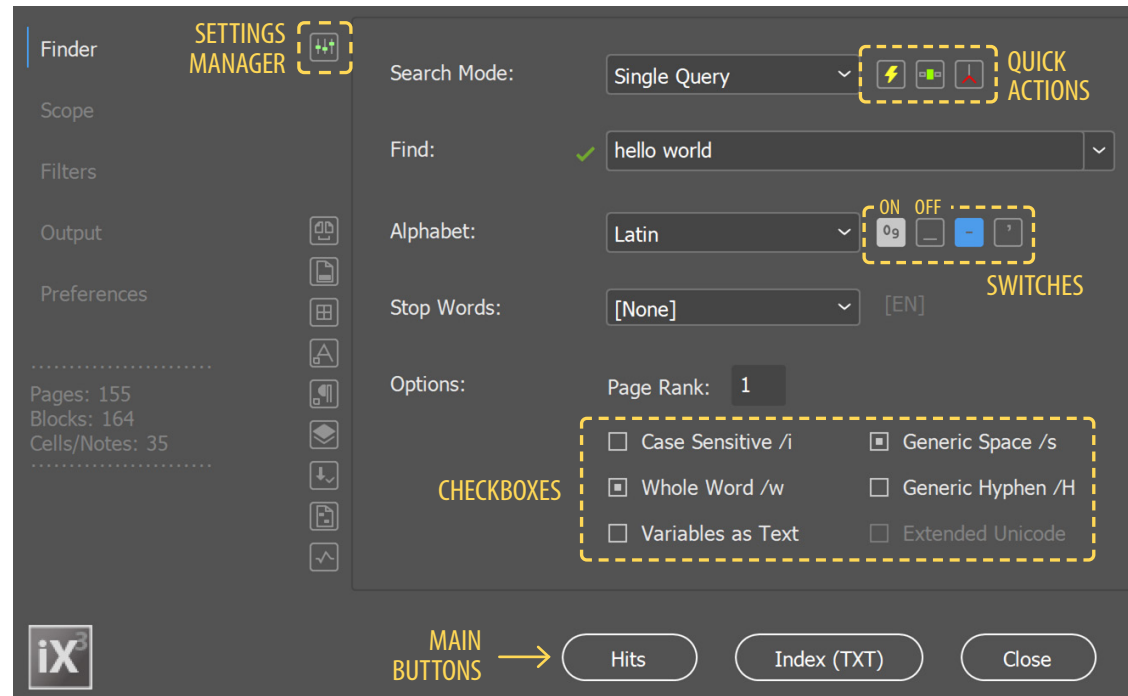 Finder
SETTINGS
MANAGER
Scope
Filters
Output
Preferences
Pages: 155
Blocks: 164
Cells/Notes: 35
Search Mode:
Single Query
QUICK
ACTIONS
Find:
hello world
ON OFF
Alphabet:
Latin
09 _ - ’
SWITCHES
Stop Words:
[None]
[EN]
Options:
Page Rank: 1
CHECKBOXES
Case Sensitive /i
Generic Space /s
Whole Word /w
Generic Hyphen /H
Variables as Text
Extended Unicode
iX3
MAIN
BUTTONS
Hits
Index (TXT)
Close